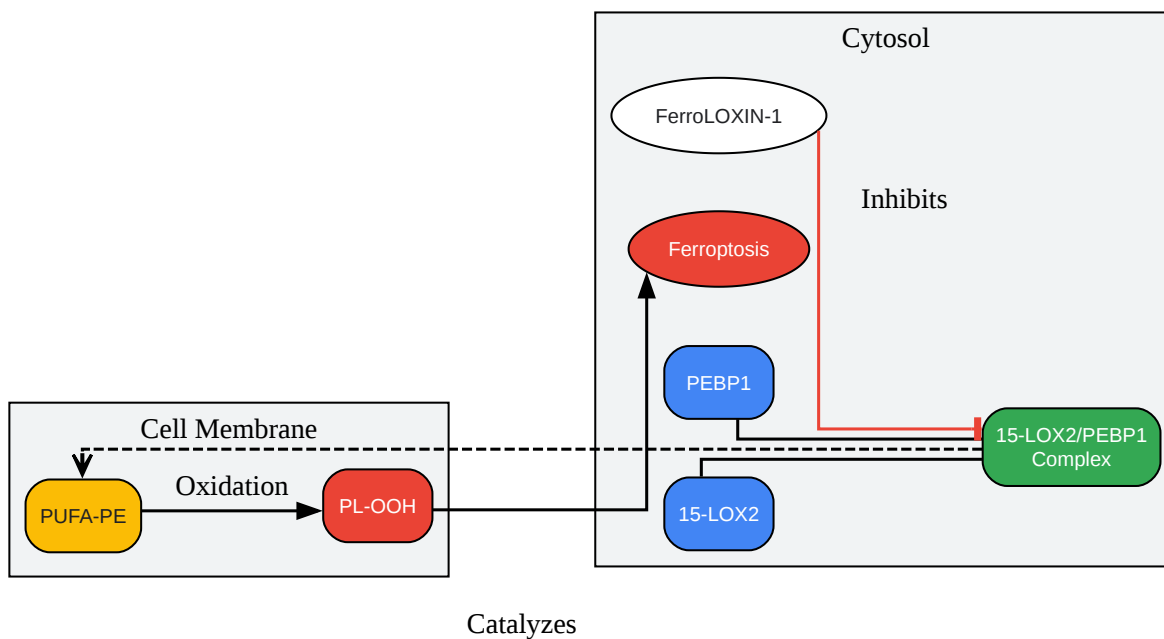 Cytosol
FerroLOXIN-1
Inhibits
Ferroptosis
PEBP1
Cell Membrane
15-LOX2/PEBP1
Complex
Oxidation
PUFA-PE
PL-OOH
15-LOX2
Catalyzes